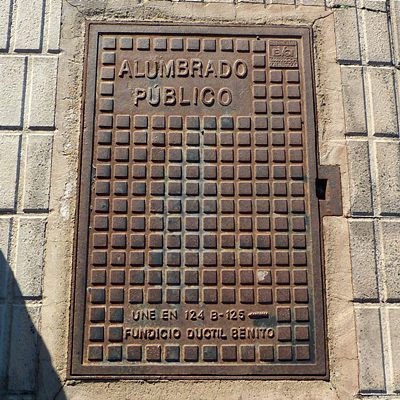 ALUMBRADO
PÚBLICO
UNE EN 124 B-125
FUNDICIO DUCTIL BENITO